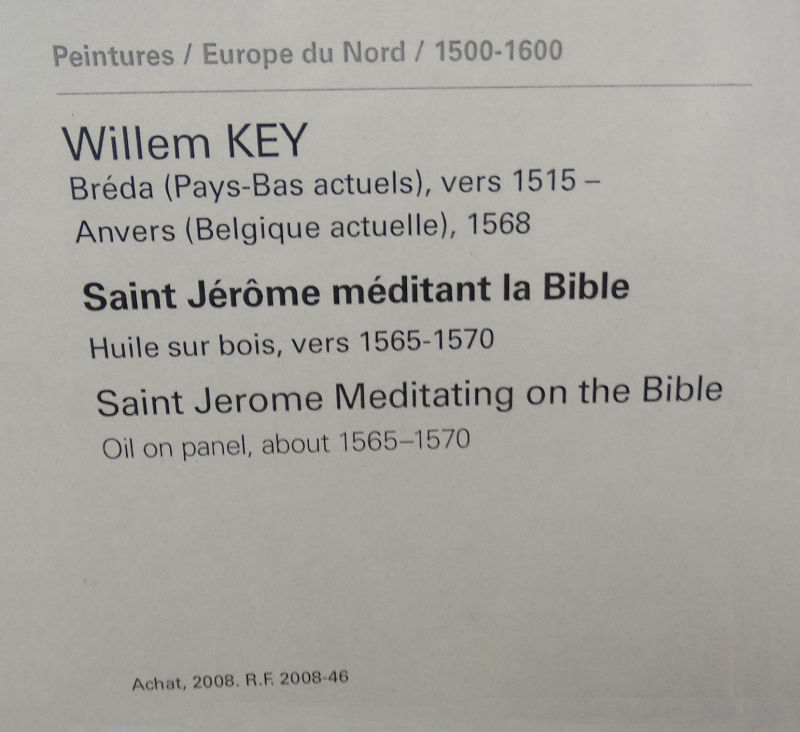 Peintures / Europe du Nord / 1500-1600
Willem KEY
Bréda (Pays-Bas actuels), vers 1515 –
Anvers (Belgique actuelle), 1568
Saint Jérôme méditant la Bible
Huile sur bois, vers 1565-1570
Saint Jerome Meditating on the Bible
Oil on panel, about 1565–1570
Achat, 2008. R.F. 2008-46